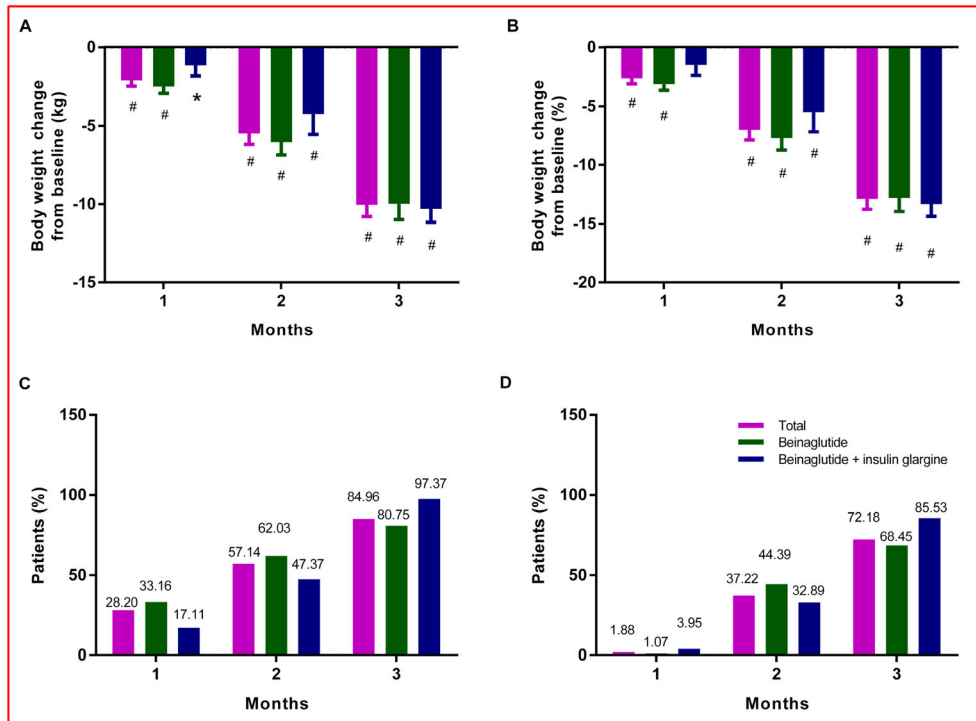 A
Body weight change
from baseline (kg)
0
-5
-10
-15
# # *
# # #
# # #
1 2 3
Months
B
Body weight change
from baseline (%)
0
-5
-10
-15
-20
# #
# # #
# # #
1 2 3
Months
C
Patients (%)
150
100
50
0
28.20 33.16 17.11
57.14 62.03 47.37
84.96 80.75 97.37
1 2 3
Months
D
Patients (%)
150
100
50
0
Total
Beinaglutide
Beinaglutide + insulin glargine
1.88 1.07 3.95
37.22 44.39 32.89
72.18 68.45 85.53
1 2 3
Months